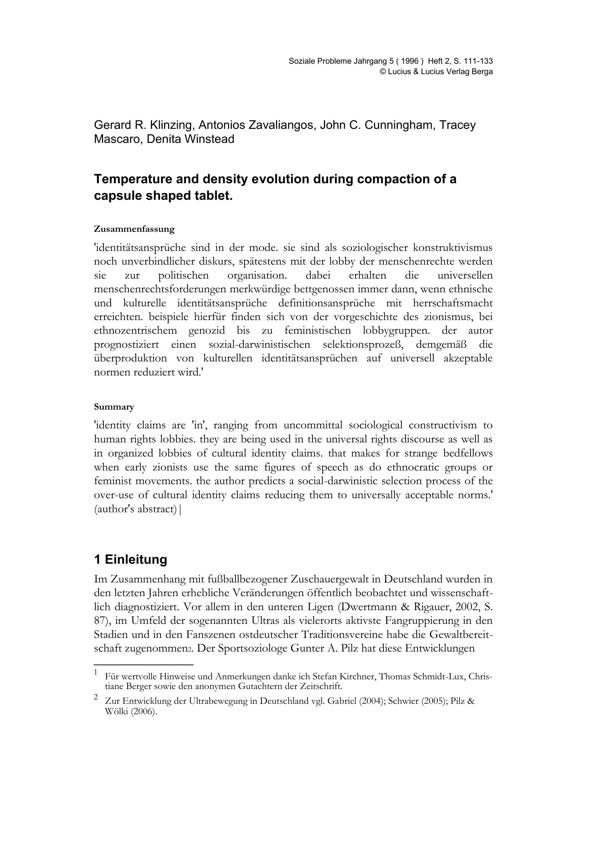 Soziale Probleme Jahrgang 5 ( 1996 ) Heft 2, S. 111-133
© Lucius & Lucius Verlag Berga
Gerard R. Klinzing, Antonios Zavaliangos, John C. Cunningham, Tracey
Mascaro, Denita Winstead
Temperature and density evolution during compaction of a
capsule shaped tablet.
Zusammenfassung
'identitätsansprüche sind in der mode. sie sind als soziologischer konstruktivismus
noch unverbindlicher diskurs, spätestens mit der lobby der menschenrechte werden
sie zur politischen organisation. dabei erhalten die universellen
menschenrechtsforderungen merkwürdige bettgenossen immer dann, wenn ethnische
und kulturelle identitätsansprüche definitionsansprüche mit herrschaftsmacht
erreichten. beispiele hierfür finden sich von der vorgeschichte des zionismus, bei
ethnozentrischem genozid bis zu feministischen lobbygruppen. der autor
prognostiziert einen sozial-darwinistischen selektionsprozeß, demgemäß die
überproduktion von kulturellen identitätsansprüchen auf universell akzeptable
normen reduziert wird.'
Summary
'identity claims are 'in', ranging from uncommittal sociological constructivism to
human rights lobbies. they are being used in the universal rights discourse as well as
in organized lobbies of cultural identity claims. that makes for strange bedfellows
when early zionists use the same figures of speech as do ethnocratic groups or
feminist movements. the author predicts a social-darwinistic selection process of the
over-use of cultural identity claims reducing them to universally acceptable norms.'
(author's abstract)|
1 Einleitung
Im Zusammenhang mit fußballbezogener Zuschauergewalt in Deutschland wurden in
den letzten Jahren erhebliche Veränderungen öffentlich beobachtet und wissenschaft-
lich diagnostiziert. Vor allem in den unteren Ligen (Dwertmann & Rigauer, 2002, S.
87), im Umfeld der sogenannten Ultras als vielerorts aktivste Fangruppierung in den
Stadien und in den Fanszenen ostdeutscher Traditionsvereine habe die Gewaltbereit-
schaft zugenommen2. Der Sportsoziologe Gunter A. Pilz hat diese Entwicklungen
1 Für wertvolle Hinweise und Anmerkungen danke ich Stefan Kirchner, Thomas Schmidt-Lux, Chris-
tiane Berger sowie den anonymen Gutachtern der Zeitschrift.
2 Zur Entwicklung der Ultrabewegung in Deutschland vgl. Gabriel (2004); Schwier (2005); Pilz &
Wölki (2006).